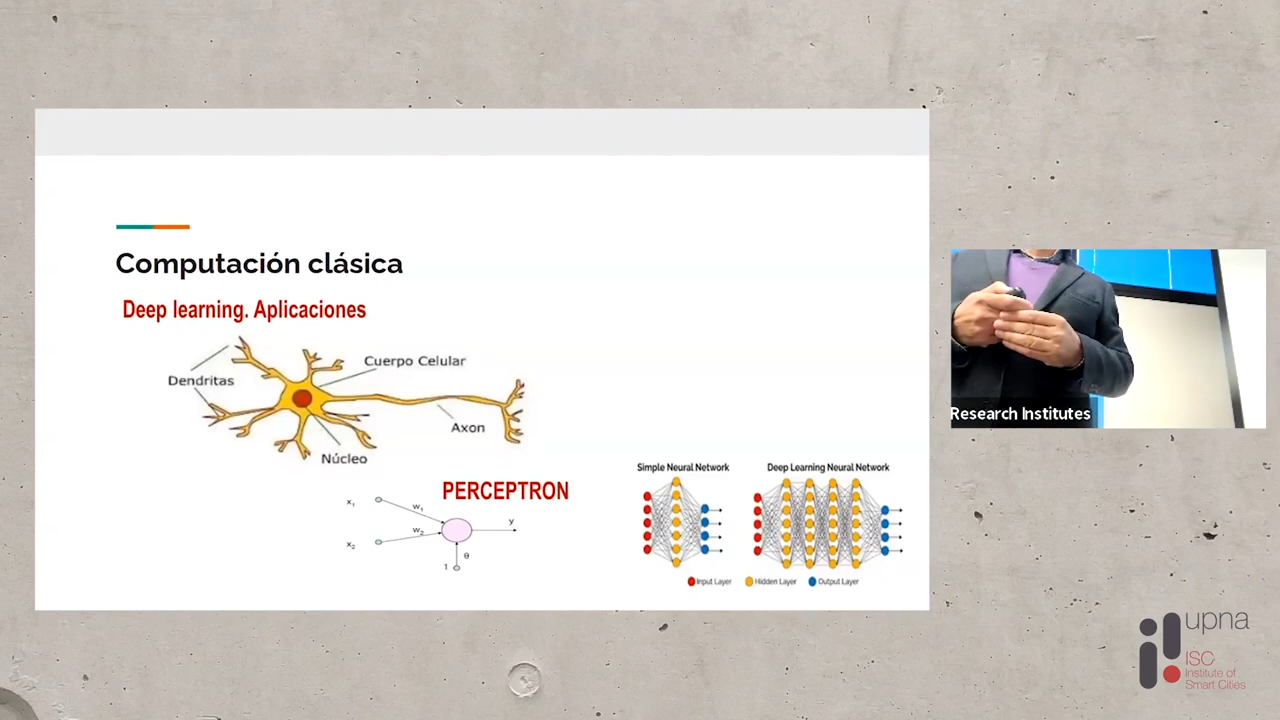 Computación clásica
Deep learning. Aplicaciones
Cuerpo Celular
Dendritas
Axon
Núcleo
PERCEPTRON
x1
w1
y
w2
x2
θ
1
Simple Neural Network
Deep Learning Neural Network
Input Layer
Hidden Layer
Output Layer
Research Institutes
upna
ISC
Institute of
Smart Cities